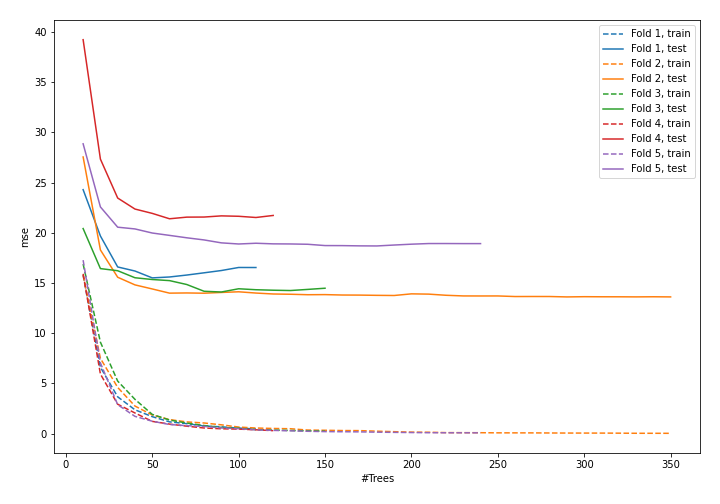 40
35
30
25
20
15
10
5
0
mse
0 50 100 150 200 250 300 350
#Trees
Fold 1, train
Fold 1, test
Fold 2, train
Fold 2, test
Fold 3, train
Fold 3, test
Fold 4, train
Fold 4, test
Fold 5, train
Fold 5, test